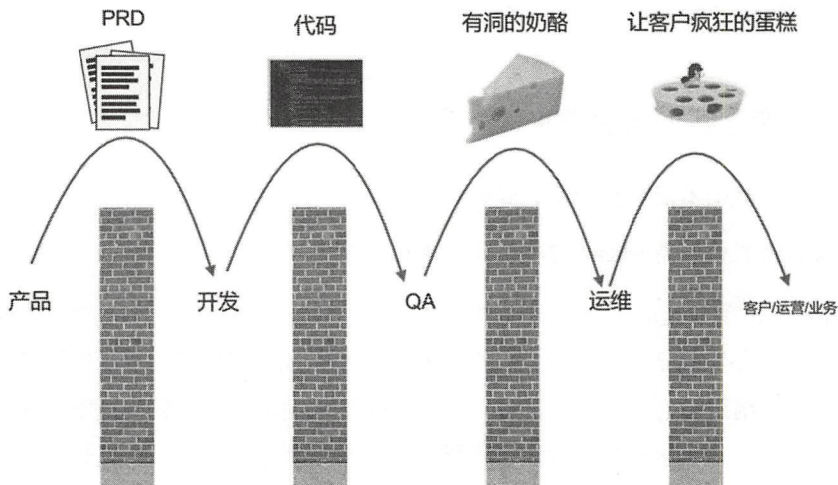 PRD
代码
有洞的奶酪
让客户疯狂的蛋糕
产品
开发
QA
运维
客户/运营/业务